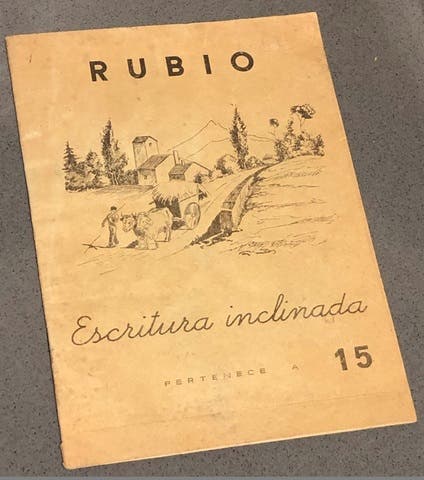 RUBIO
Escritura inclinada
PERTENECE A 15